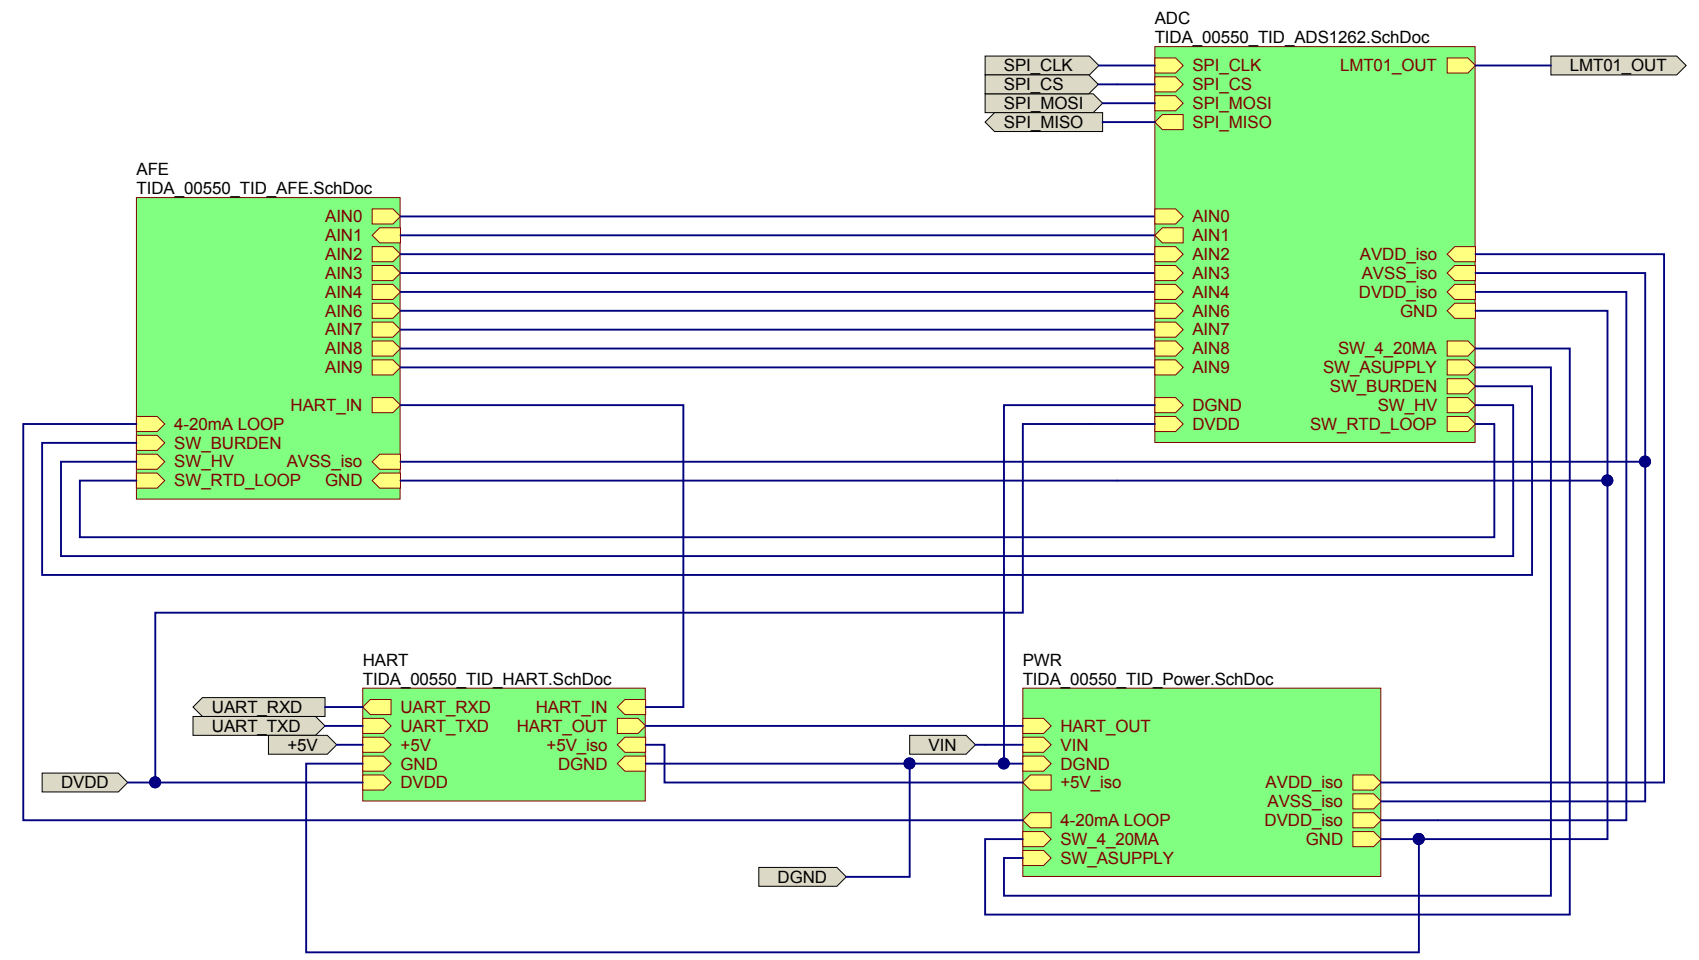 ADC
TIDA_00550_TID_ADS1262.SchDoc
SPI_CLK
SPI_CS
SPI_MOSI
SPI_MISO
SPI_CLK
SPI_CS
SPI_MOSI
SPI_MISO
LMT01_OUT
LMT01_OUT
AIN0
AIN1
AIN2
AIN3
AIN4
AIN6
AIN7
AIN8
AIN9
DGND
DVDD
AVDD_iso
AVSS_iso
DVDD_iso
GND
SW_4_20MA
SW_ASUPPLY
SW_BURDEN
SW_HV
SW_RTD_LOOP
AFE
TIDA_00550_TID_AFE.SchDoc
AIN0
AIN1
AIN2
AIN3
AIN4
AIN6
AIN7
AIN8
AIN9
HART_IN
4-20mA LOOP
SW_BURDEN
SW_HV
SW_RTD_LOOP
AVSS_iso
GND
HART
TIDA_00550_TID_HART.SchDoc
UART_RXD
UART_TXD
+5V
DVDD
UART_RXD
UART_TXD
+5V
GND
DVDD
HART_IN
HART_OUT
+5V_iso
DGND
PWR
TIDA_00550_TID_Power.SchDoc
VIN
DGND
HART_OUT
VIN
DGND
+5V_iso
4-20mA LOOP
SW_4_20MA
SW_ASUPPLY
AVDD_iso
AVSS_iso
DVDD_iso
GND